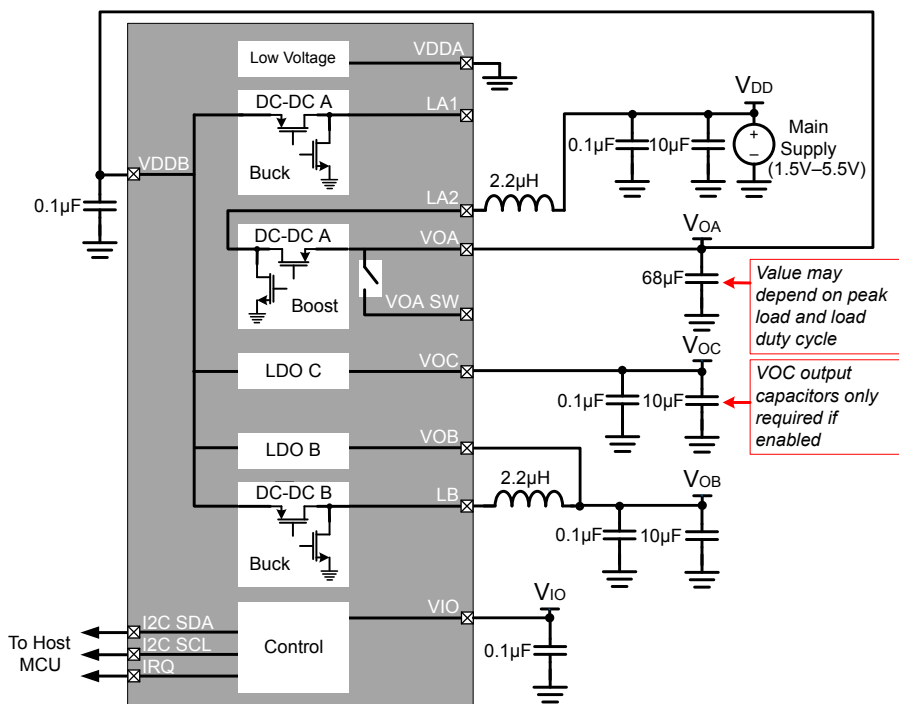 Low Voltage
VDDA
DC-DC A
LA1
Buck
VDDB
0.1µF
VDD
0.1µF
10µF
+
–
Main
Supply
(1.5V–5.5V)
LA2
2.2µH
DC-DC A
VOA
VOA
Boost
VOA SW
68µF
Value may
depend on peak
load and load
duty cycle
LDO C
VOC
VOC
0.1µF
10µF
VOC output
capacitors only
required if
enabled
LDO B
VOB
DC-DC B
LB
2.2µH
VOB
Buck
0.1µF
10µF
VIO
VIO
0.1µF
Control
To Host
MCU
I2C SDA
I2C SCL
IRQ